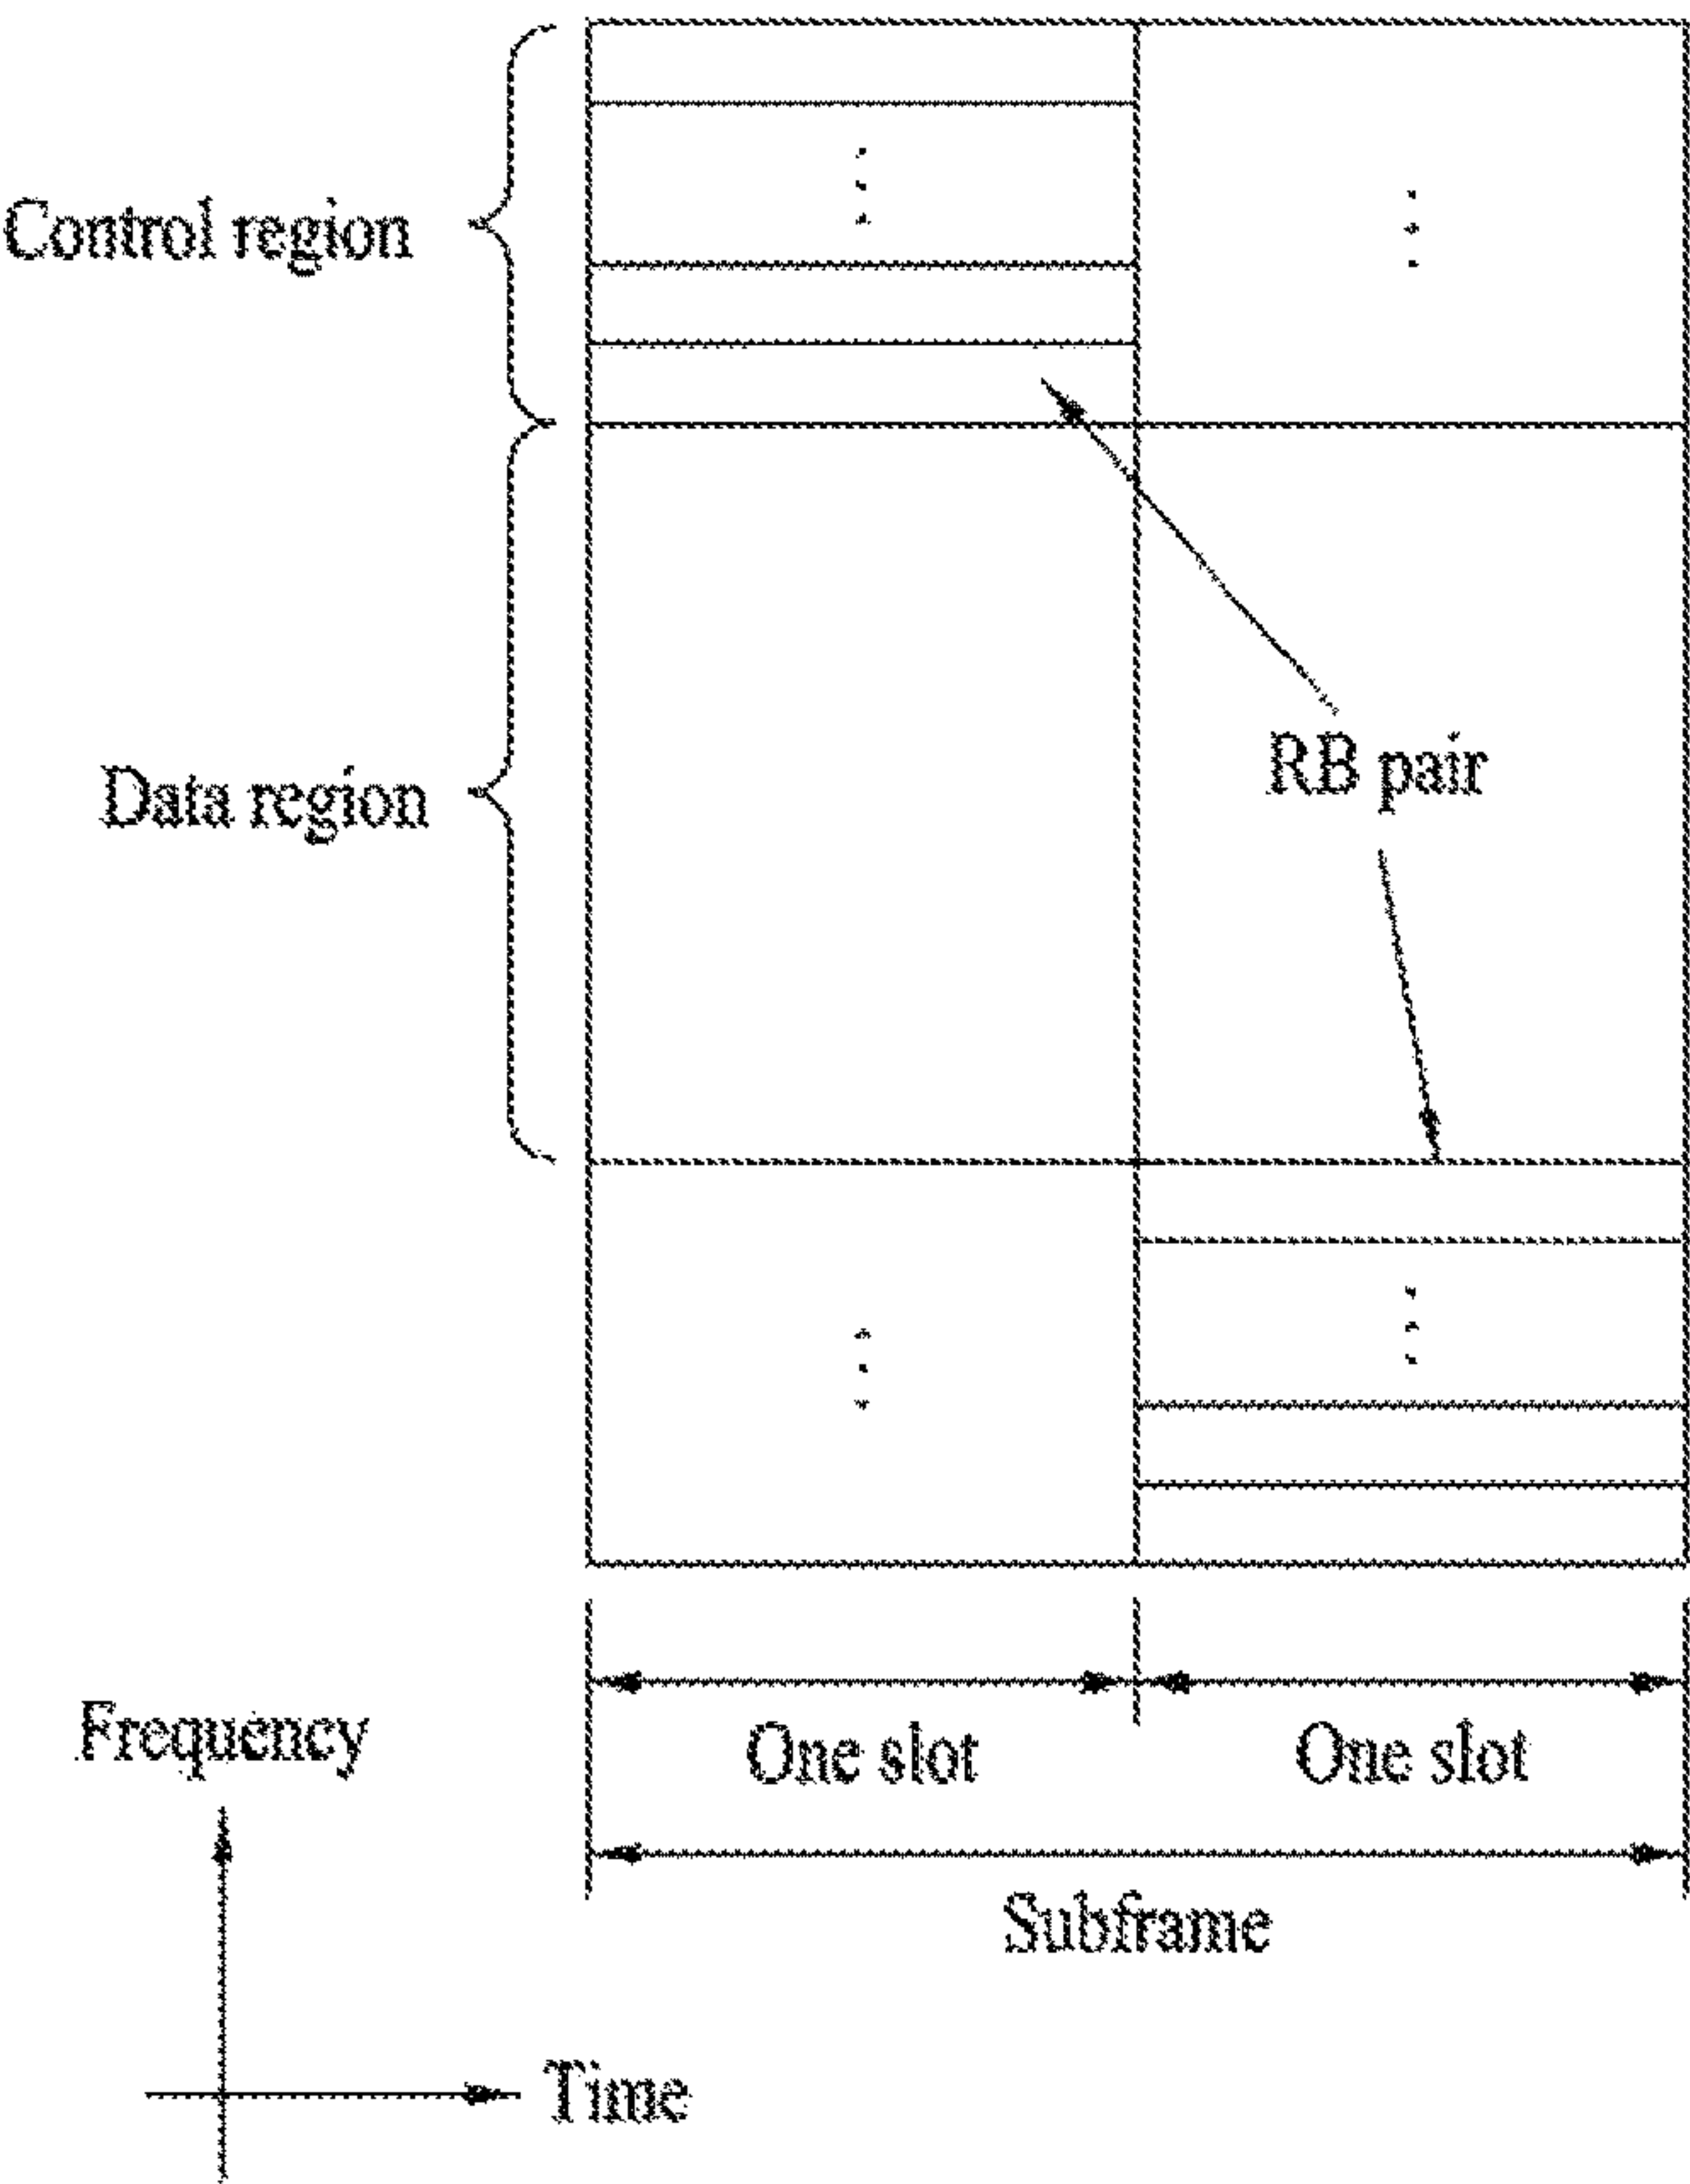 Control region
Data region
RB pair
One slot
One slot
Subframe
Frequency
Time